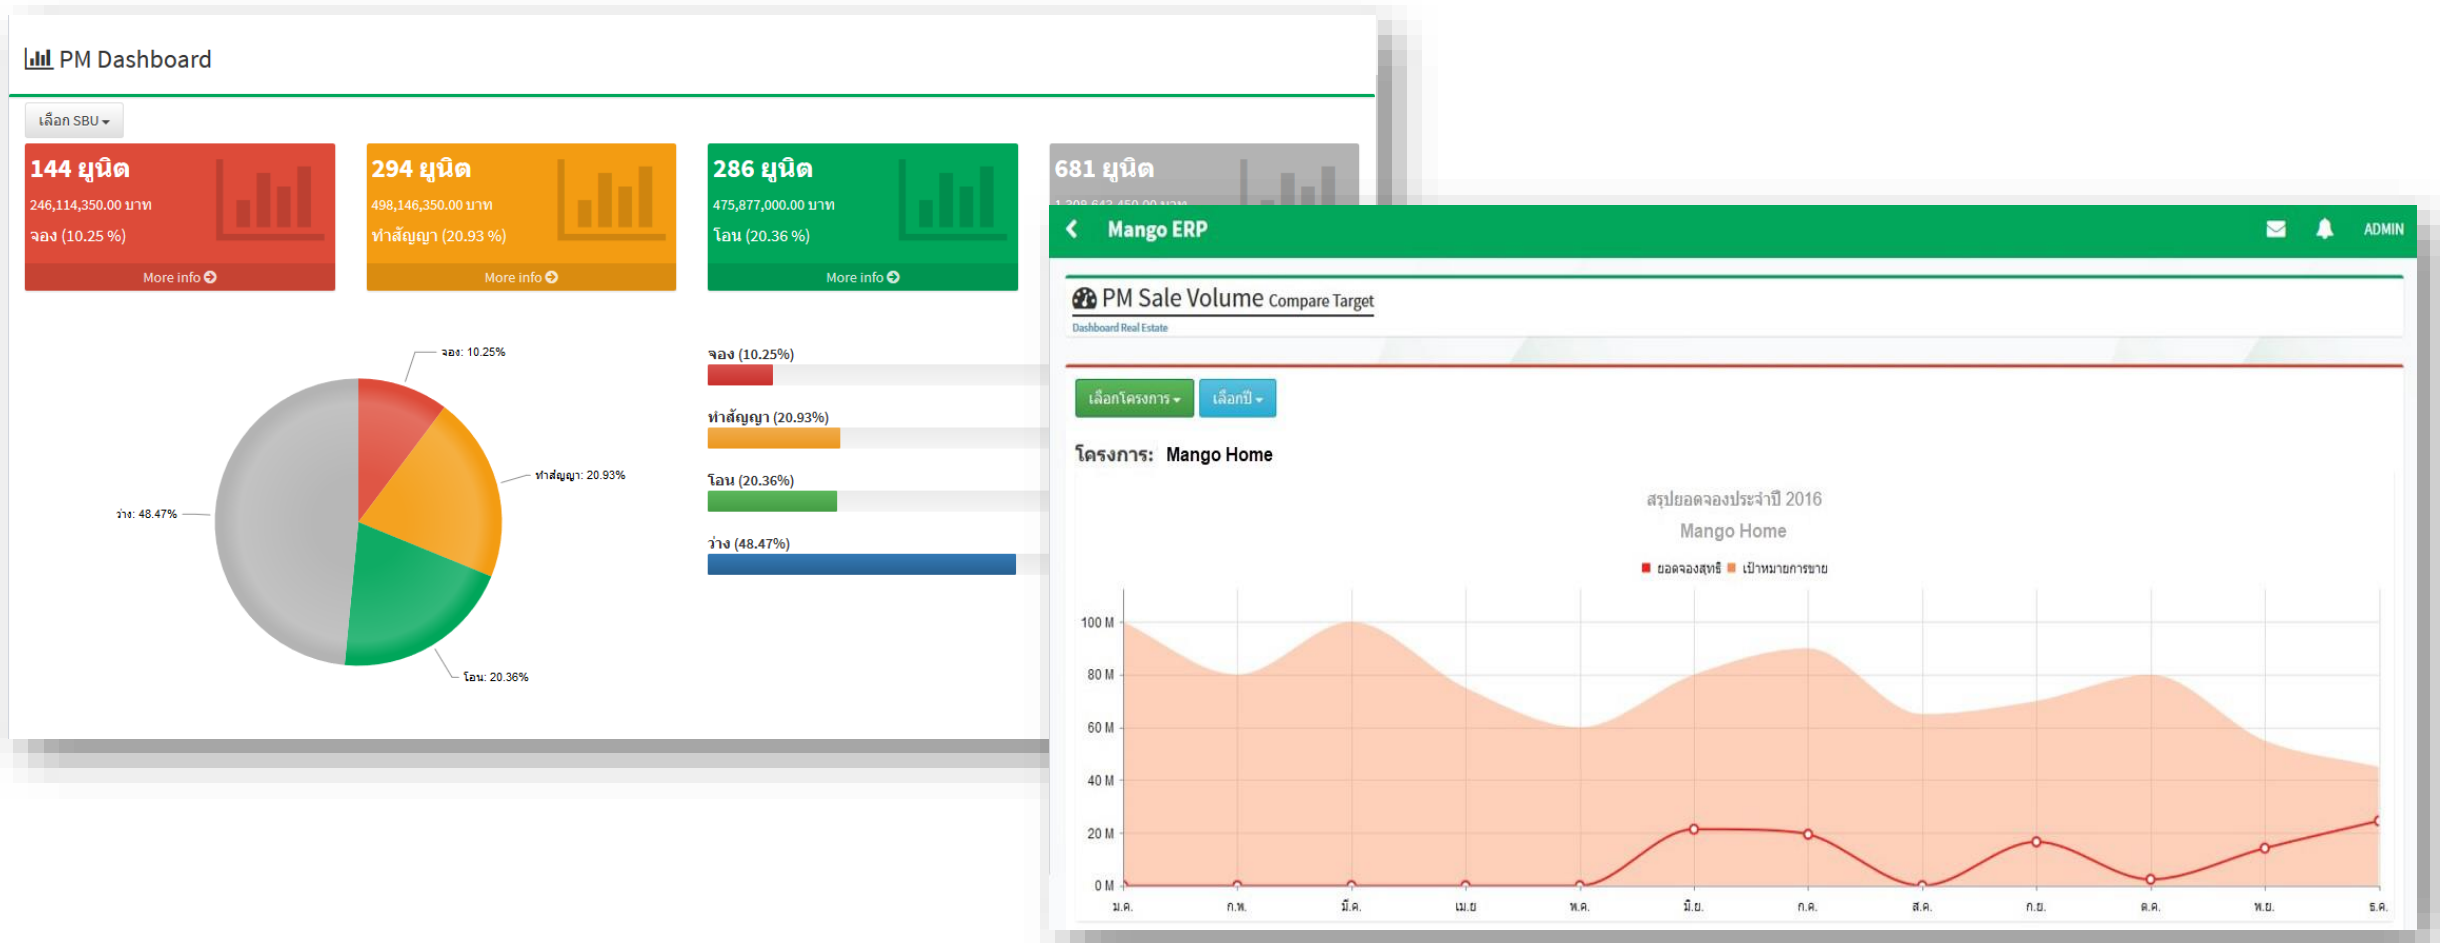 PM Dashboard
เลือก SBU
144 ยูนิต
246,114,350.00 บาท
จอง (10.25 %)
More info
294 ยูนิต
498,146,350.00 บาท
ทำสัญญา (20.93 %)
More info
286 ยูนิต
475,877,000.00 บาท
โอน (20.36 %)
More info
681 ยูนิต
จอง: 10.25%
ทำสัญญา: 20.93%
ว่าง: 48.47%
โอน: 20.36%
จอง (10.25%)
ทำสัญญา (20.93%)
โอน (20.36%)
ว่าง (48.47%)
Mango ERP
ADMIN
PM Sale Volume Compare Target
Dashboard Real Estate
เลือกโครงการ
เลือกปี
โครงการ: Mango Home
สรุปยอดจองประจำปี 2016
Mango Home
ยอดจองสุทธิ เป้าหมายการขาย
100 M
80 M
60 M
40 M
20 M
0 M
ม.ค. ก.พ. มี.ค. เม.ย พ.ค. มิ.ย. ก.ค. ส.ค. ก.ย. ต.ค. พ.ย. ธ.ค.